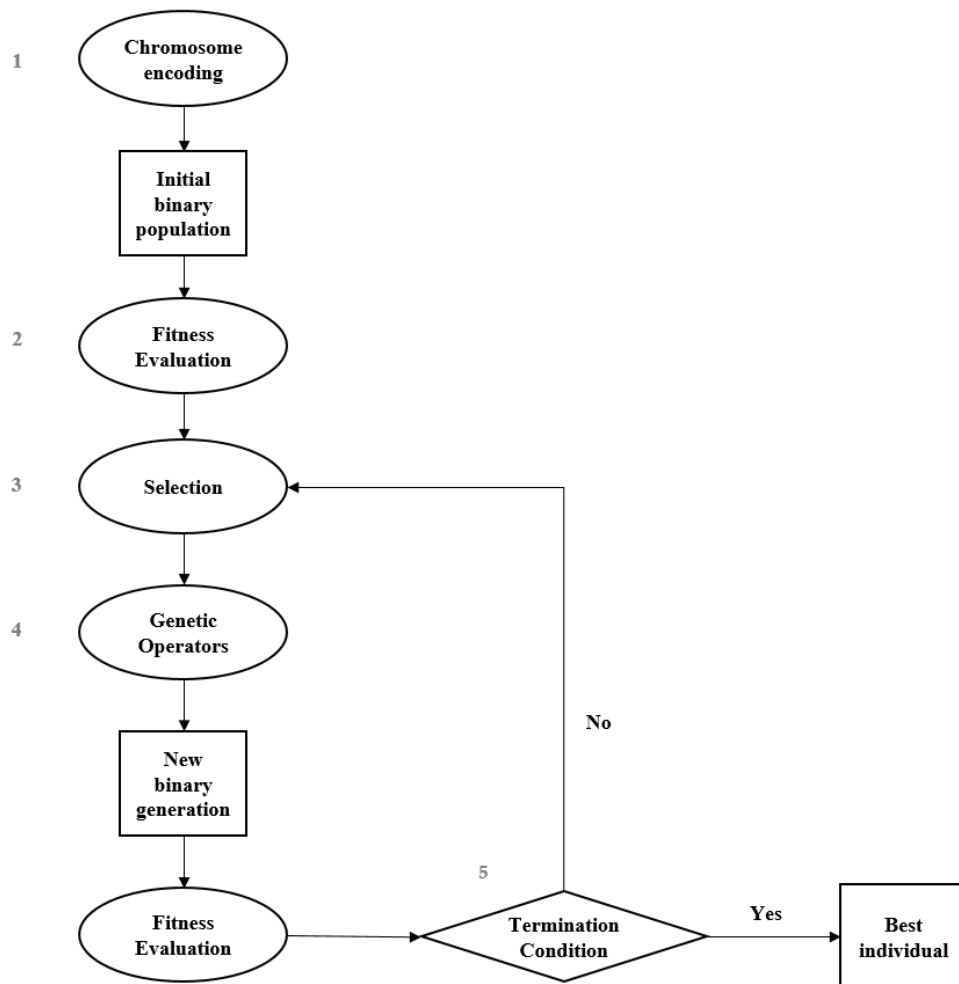 1
Chromosome
encoding
Initial
binary
population
2
Fitness
Evaluation
3
Selection
4
Genetic
Operators
No
New
binary
generation
5
Fitness
Evaluation
Termination
Condition
Yes
Best
individual